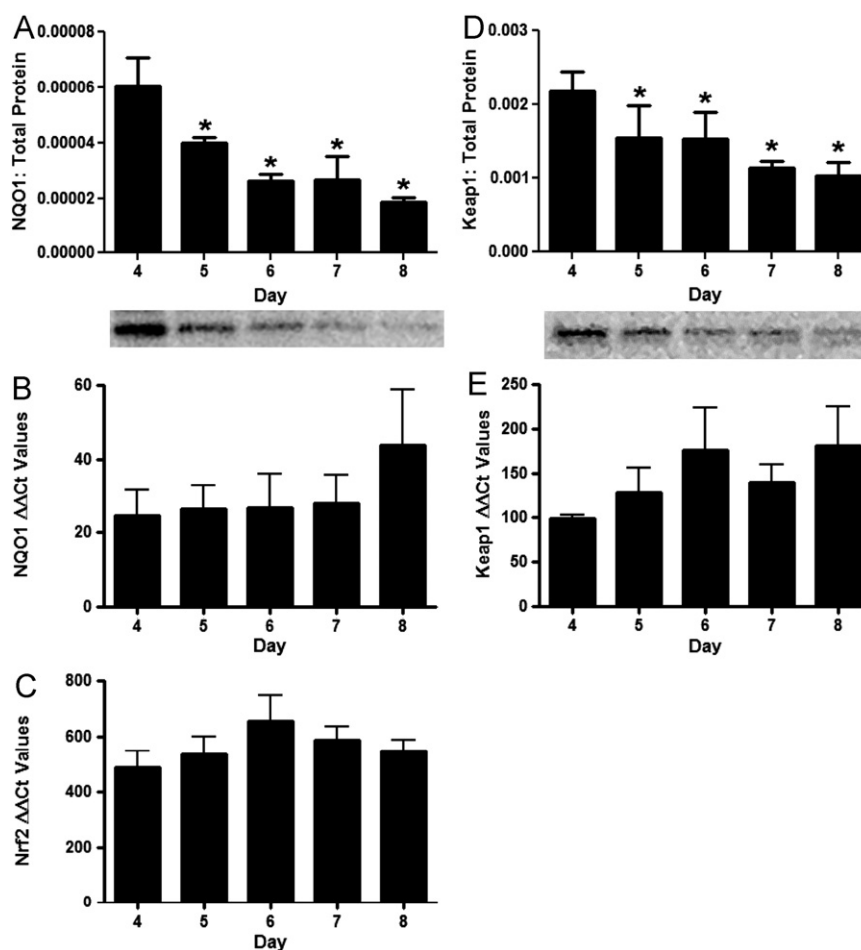 A
NQO1: Total Protein
0.00008
0.00006
0.00004
0.00002
0.00000
* * * *
4 5 6 7 8
Day
B
NQO1 ΔΔCt Values
60
40
20
0
4 5 6 7 8
Day
C
Nrf2 ΔΔCt Values
800
600
400
200
0
4 5 6 7 8
Day
D
Keap1: Total Protein
0.003
0.002
0.001
0.000
* * * *
4 5 6 7 8
Day
E
Keap1 ΔΔCt Values
250
200
150
100
50
0
4 5 6 7 8
Day